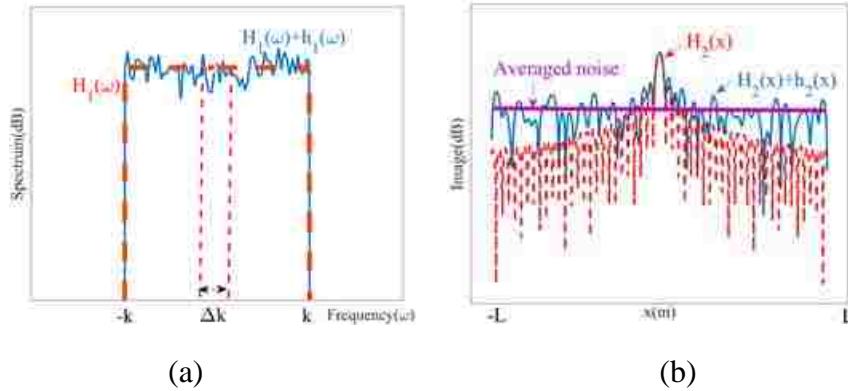 H₁(ω)+h₁(ω)
H₁(ω)
Spectrum(dB)
-k
Δk
k
Frequency(ω)
(a)
H₂(x)
Averaged noise
H₂(x)+h₂(x)
Image(dB)
-L
x(m)
L
(b)